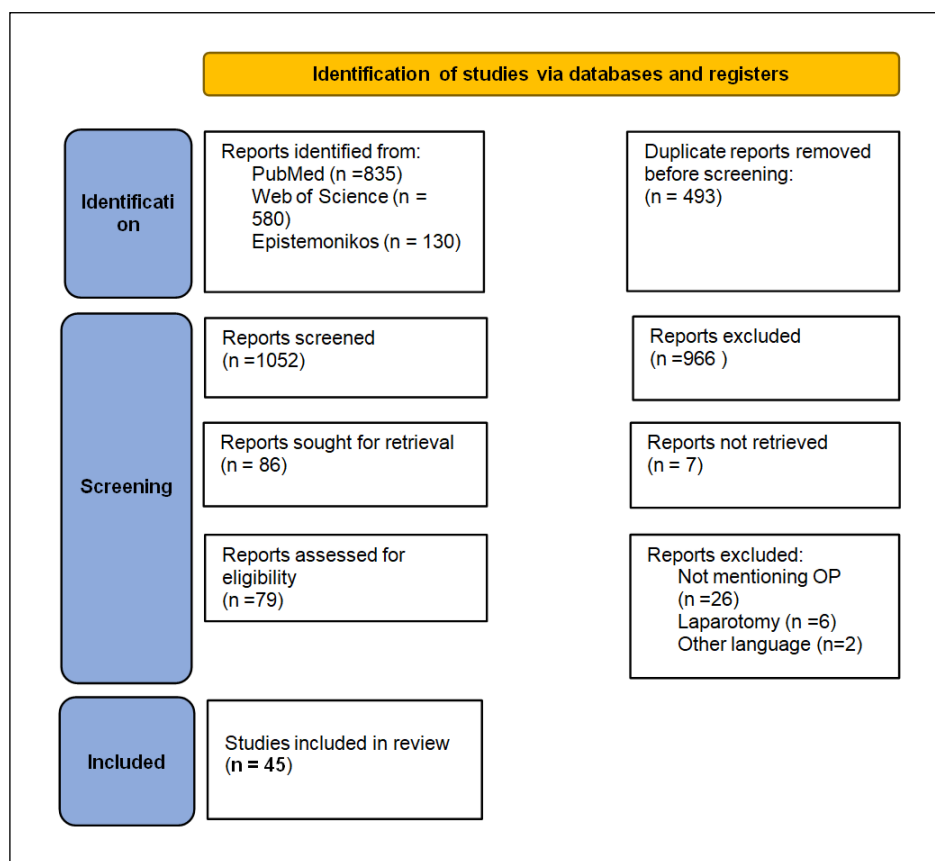 Identification of studies via databases and registers
Identificati
on
Reports identified from:
PubMed (n =835)
Web of Science (n =
580)
Epistemonikos (n = 130)
Duplicate reports removed
before screening:
(n = 493)
Screening
Reports screened
(n =1052)
Reports excluded
(n =966 )
Reports sought for retrieval
(n = 86)
Reports not retrieved
(n = 7)
Reports assessed for
eligibility
(n =79)
Reports excluded:
Not mentioning OP
(n =26)
Laparotomy (n =6)
Other language (n=2)
Included
Studies included in review
(n = 45)